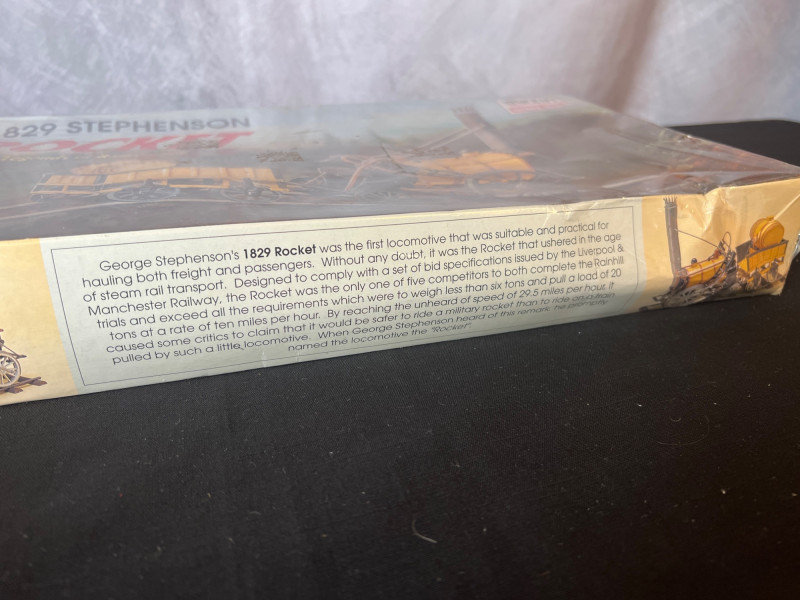 829 STEPHENSON
ROCKET
George Stephenson's 1829 Rocket was the first locomotive that was suitable and practical for
hauling both freight and passengers. Without any doubt, it was the Rocket that ushered in the age
of steam rail transport. Designed to comply with a set of bid specifications issued by the Liverpool &
Manchester Railway, the Rocket was the only one of five competitors to both complete the Rainhill
trials and exceed all the requirements which were to weigh less than six tons and pull a load of 20
tons at a rate of ten miles per hour. By reaching the unheard of speed of 29.5 miles per hour, it
caused some critics to claim that it would be safer to ride a military rocket than to ride on a train
pulled by such a little locomotive. When George Stephenson heard of this remark, he promptly
named the locomotive the "Rocket".